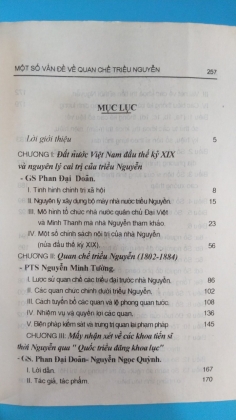 MỘT SỐ VẤN ĐỀ VỀ QUAN CHẾ TRIỀU NGUYỄN 257
MỤC LỤC
Lời giới thiệu 5
CHƯƠNG I: Đất nước Việt Nam đầu thế kỷ XIX
và nguyên lý cai trị của triều Nguyễn
- GS Phan Đại Doãn.
I. Tình hình chính trị xã hội 8
II. Nguyên lý xây dựng bộ máy nhà nước triều Nguyễn. 15
III. Mô hình tổ chức nhà nước quân chủ Đại Việt
và Minh Thanh mà nhà Nguyễn tham khảo. 23
IV. Một số chính sách nội trị của nhà Nguyễn
(nửa đầu thế kỷ XIX). 56
CHƯƠNG II: Quan chế triều Nguyễn (1802-1884)
- PTS Nguyễn Minh Tường.
I. Lược sử quan chế các triều đại trước nhà Nguyễn. 86
II. Các quan chức chính dưới triều Nguyễn. 102
III. Cách tuyển bổ các quan và lệ phong quan tước. 108
IV. Nhiệm vụ và quyền lợi các quan. 136
V. Biện pháp kiểm sát và trừng trị quan lại phạm pháp 145
CHƯƠNG III: Mấy nhận xét về các khoa tiến sĩ
thời Nguyễn qua " Quốc triều đăng khoa lục"
- GS. Phan Đại Doãn- Nguyễn Ngọc Quỳnh.
I. Lời dẫn. 167
II. Tác giả, tác phẩm. 170